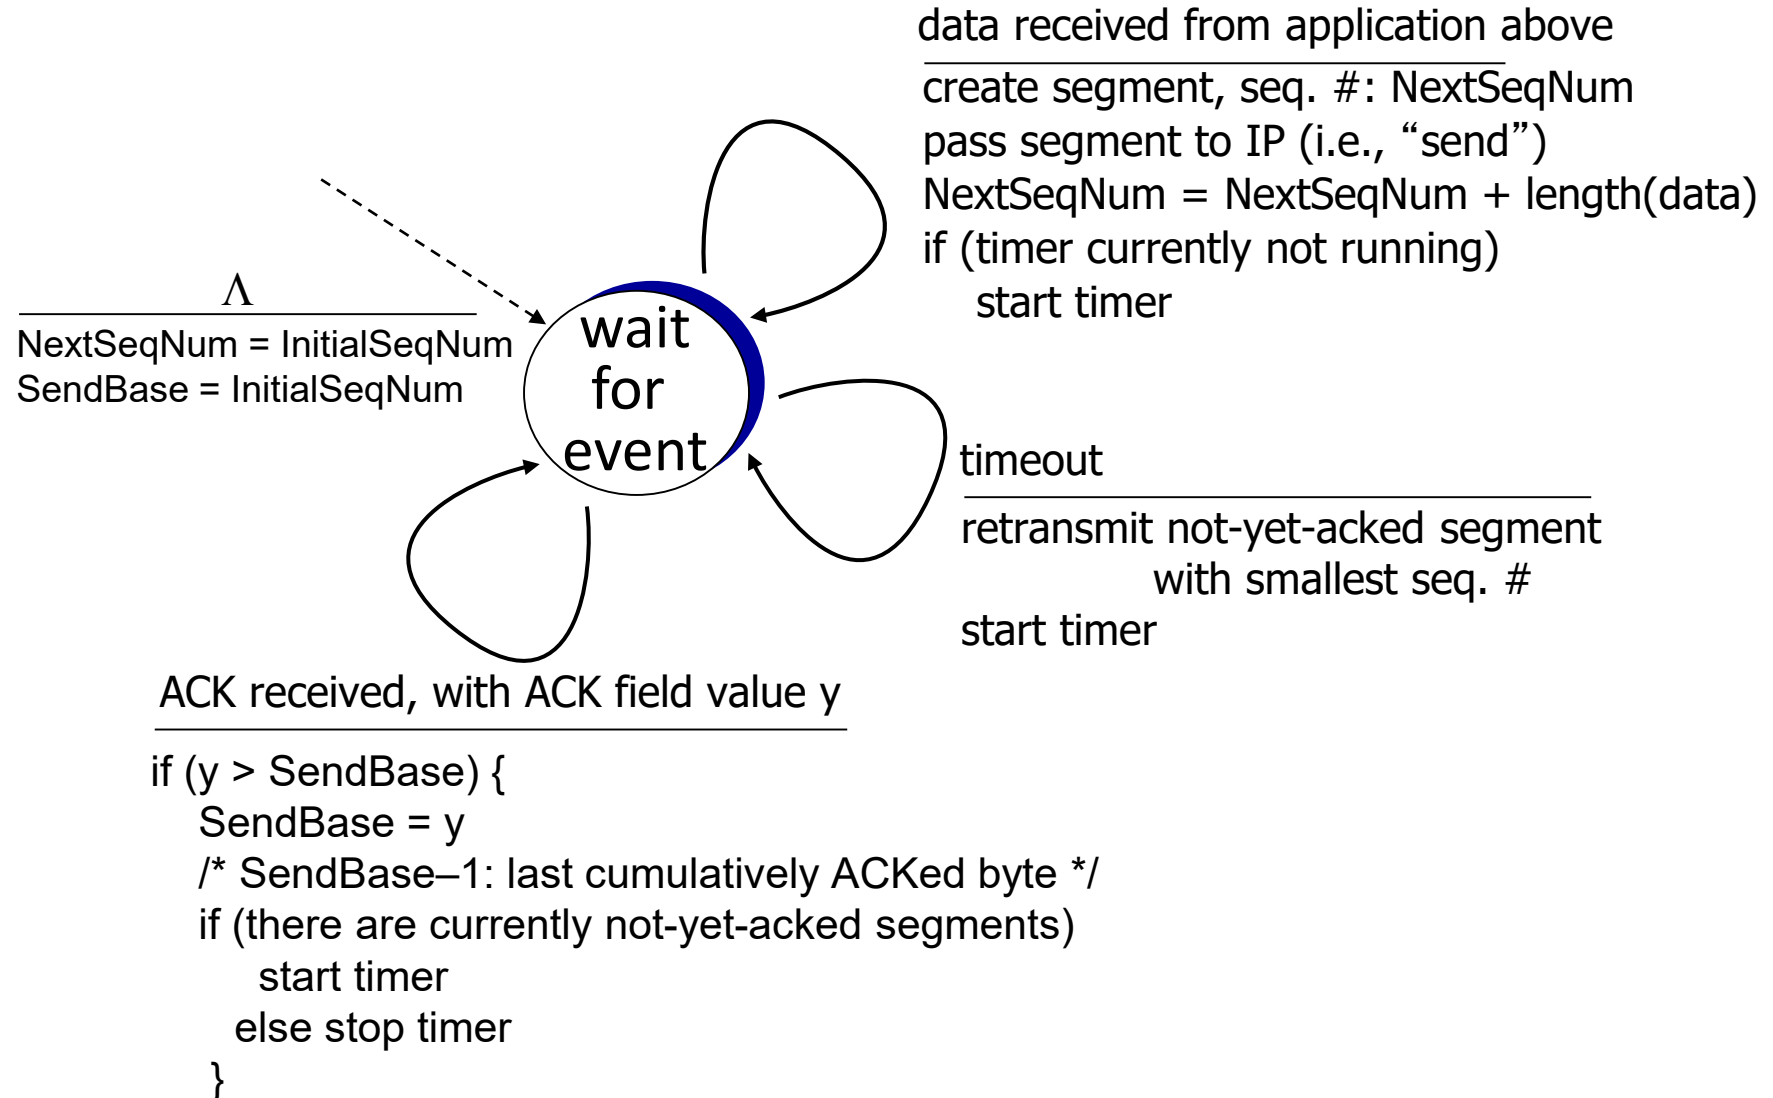 data received from application above
create segment, seq. #: NextSeqNum
pass segment to IP (i.e., “send”)
NextSeqNum = NextSeqNum + length(data)
if (timer currently not running)
start timer
Λ
NextSeqNum = InitialSeqNum
SendBase = InitialSeqNum
wait
for
event
timeout
retransmit not-yet-acked segment
with smallest seq. #
start timer
ACK received, with ACK field value y
if (y > SendBase) {
SendBase = y
/* SendBase–1: last cumulatively ACKed byte */
if (there are currently not-yet-acked segments)
start timer
else stop timer
}